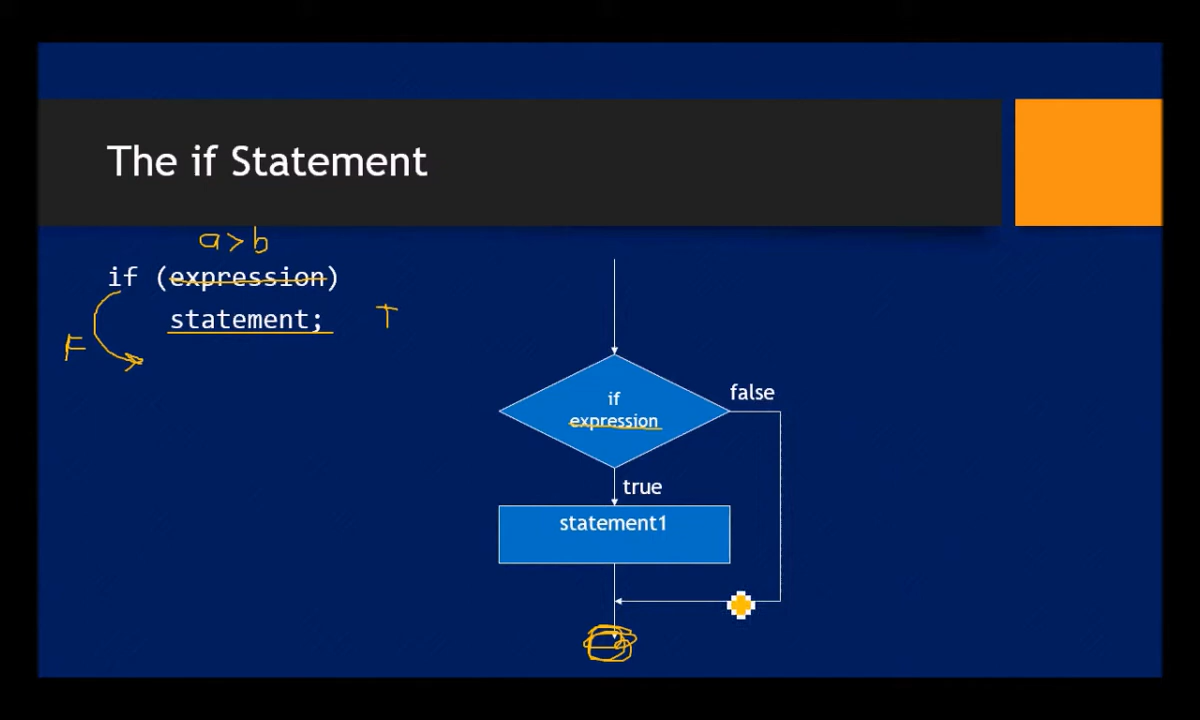 The if Statement
a > b
if (expression)
statement;
T
F
if
expression
false
true
statement1